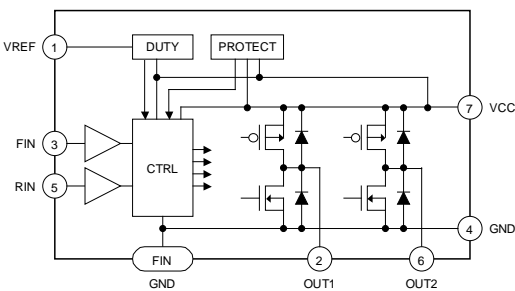 VREF 1 DUTY PROTECT
7 VCC
FIN 3
CTRL
RIN 5
4 GND
FIN 2 6
GND OUT1 OUT2